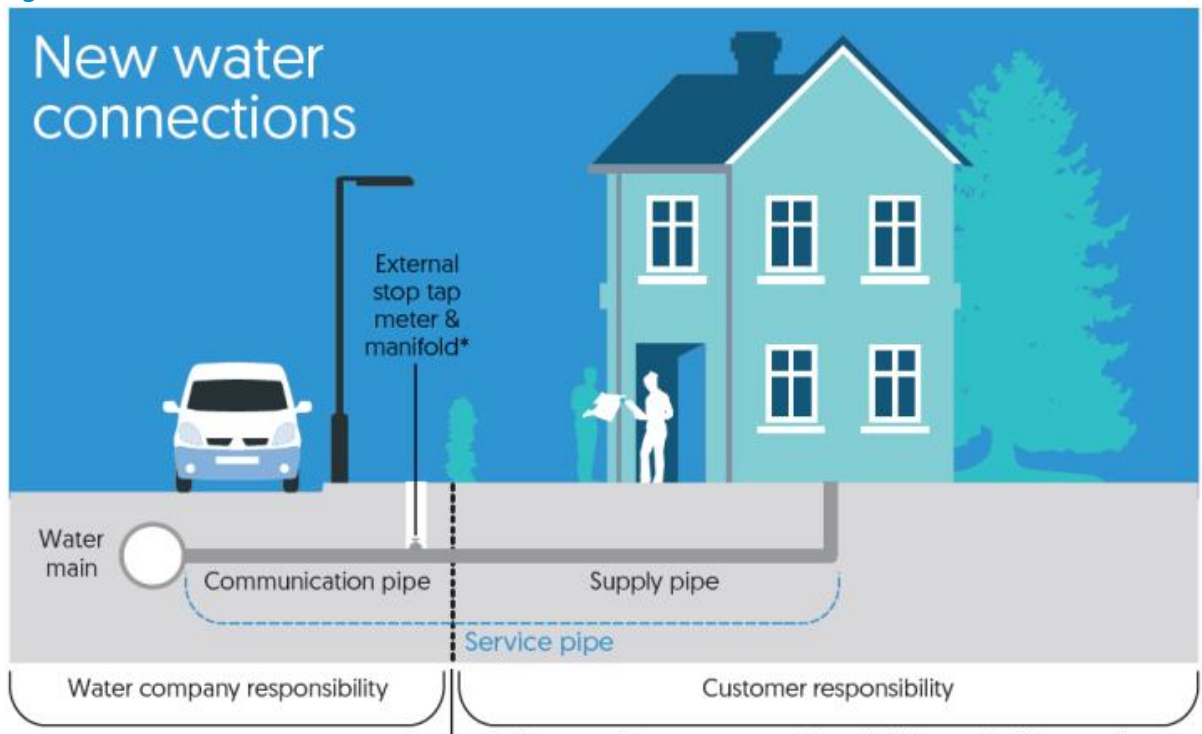 New water
connections
External
stop tap
meter &
manifold*
Water
main
Communication pipe
Supply pipe
Service pipe
Water company responsibility
Customer responsibility